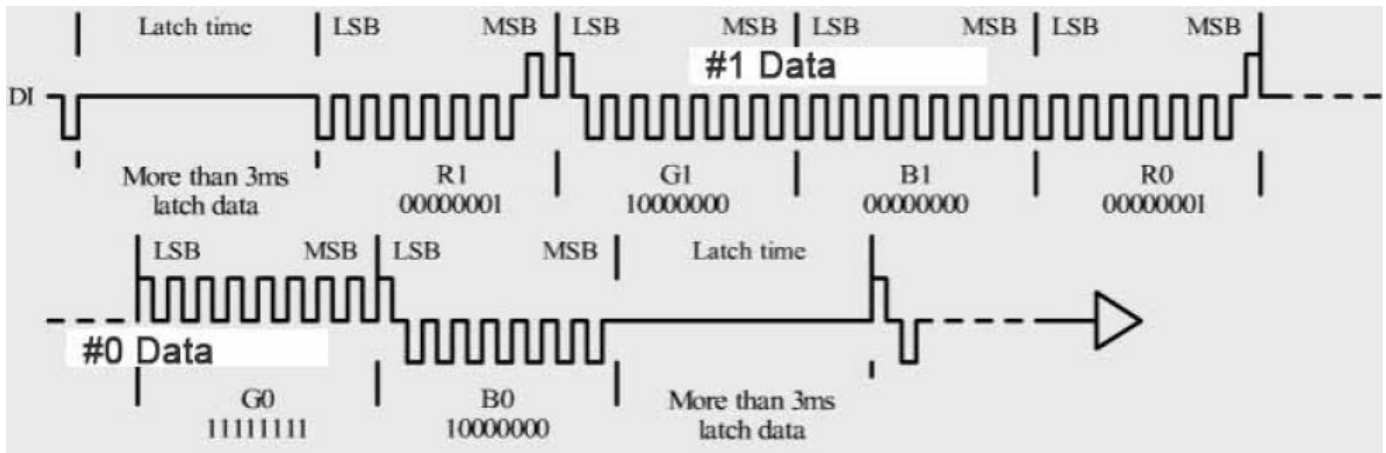 Latch time LSB MSB LSB MSB LSB MSB LSB MSB
#1 Data
DI
More than 3ms R1 G1 B1 R0
latch data 00000001 10000000 00000000 00000001
LSB MSB LSB MSB Latch time
#0 Data
G0 B0 More than 3ms
11111111 10000000 latch data